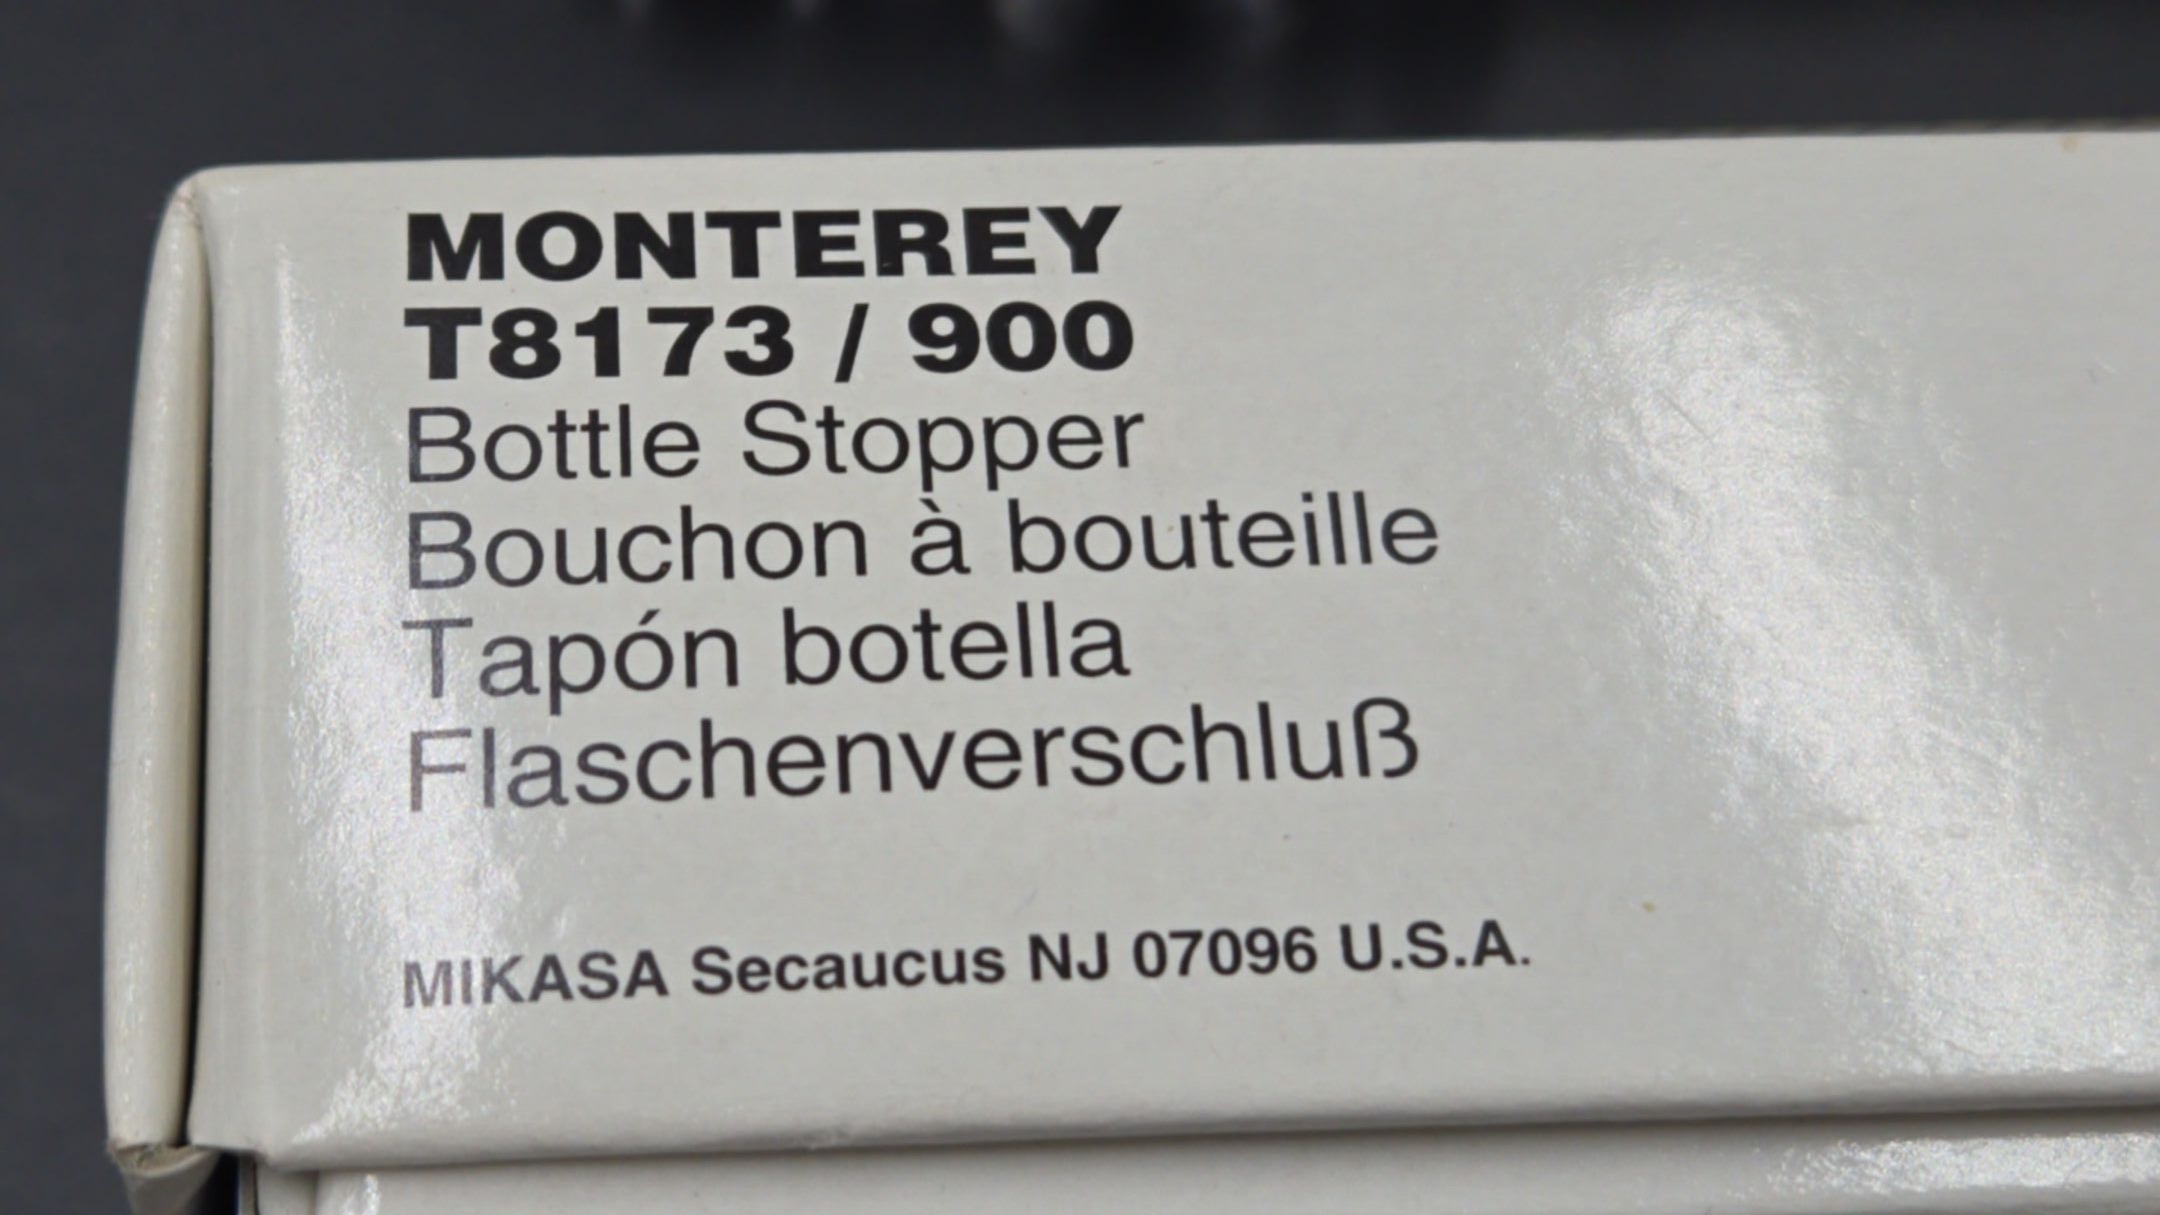 MONTEREY
T8173 / 900
Bottle Stopper
Bouchon à bouteille
Tapón botella
Flaschenverschluß
MIKASA Secaucus NJ 07096 U.S.A.